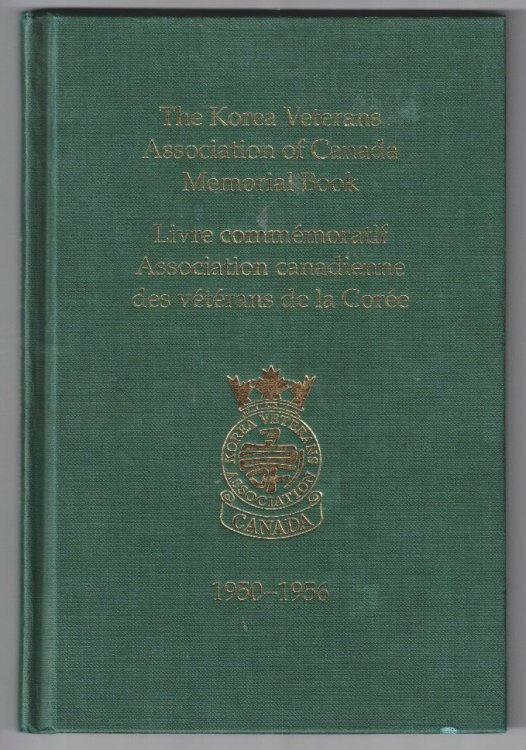 The Korea Veterans
Association of Canada
Memorial Book
Livre commémoratif
Association canadienne
des vétérans de la Corée
KOREA VETERANS
ASSOCIATION
CANADA
1950–1956